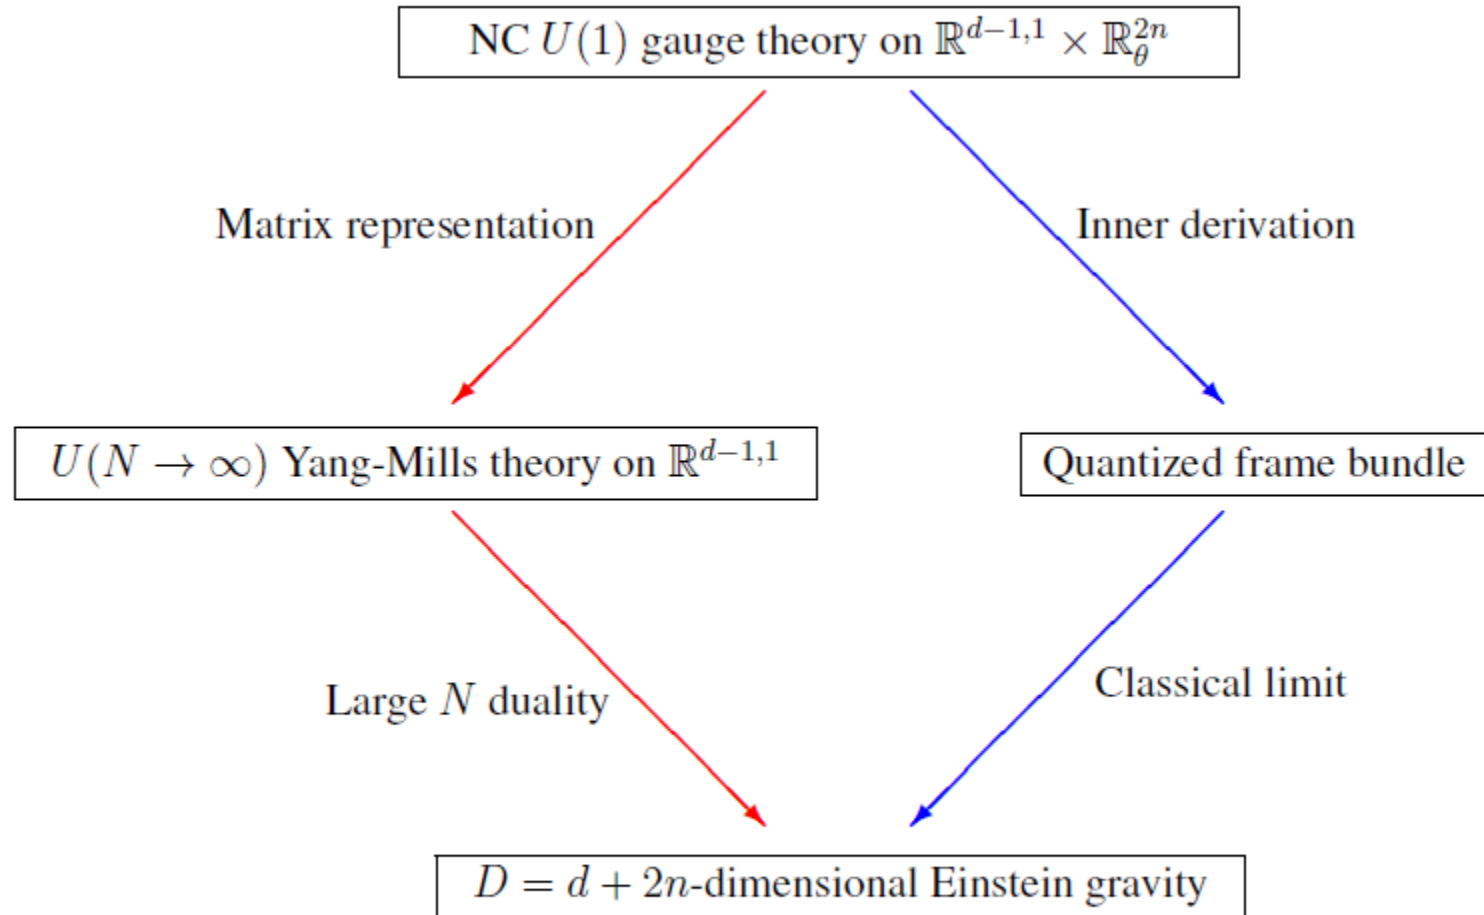 NC U(1) gauge theory on ℝ^{d−1,1} × ℝ^{2n}_θ
Matrix representation
Inner derivation
U(N → ∞) Yang-Mills theory on ℝ^{d−1,1}
Quantized frame bundle
Large N duality
Classical limit
D = d + 2n-dimensional Einstein gravity